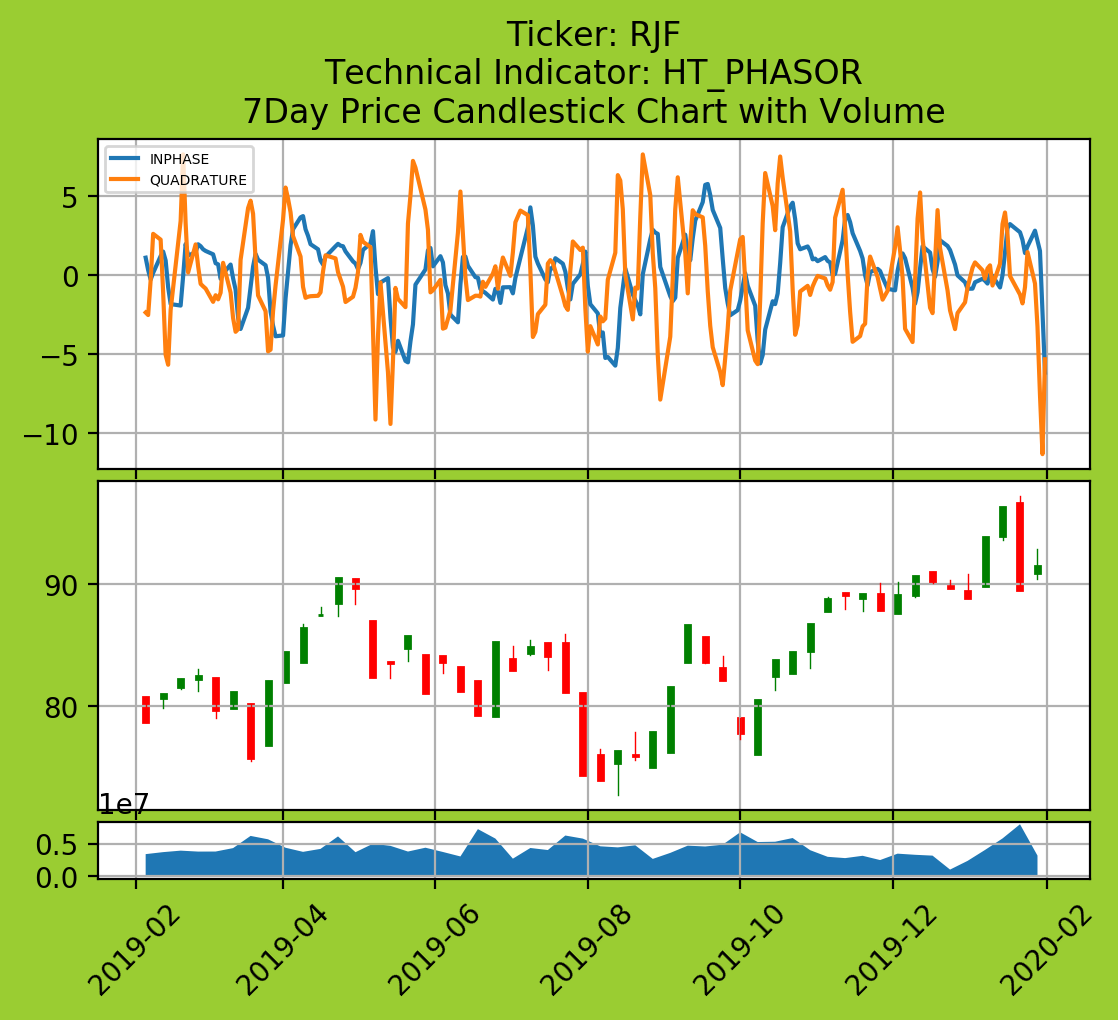 Ticker: RJF
Technical Indicator: HT_PHASOR
7Day Price Candlestick Chart with Volume
INPHASE
QUADRATURE
5
0
−5
−10
90
80
1e7
0.5
0.0
2019-02
2019-04
2019-06
2019-08
2019-10
2019-12
2020-02